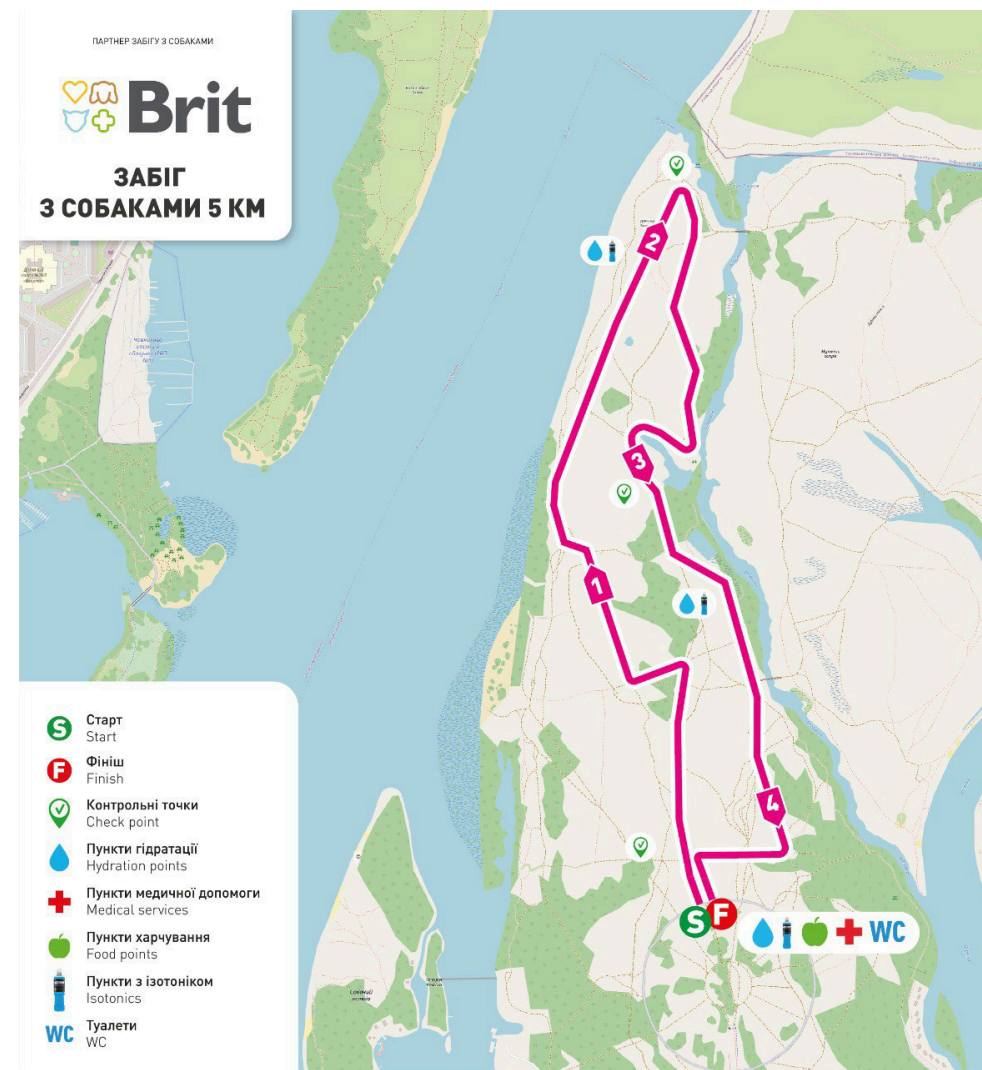 ПАРТНЕР ЗАБІГУ З СОБАКАМИ
Brit
ЗАБІГ
З СОБАКАМИ 5 КМ
2
3
1
4
S
F
WC
S
Старт
Start
F
Фініш
Finish
Контрольні точки
Check point
Пункти гідратації
Hydration points
Пункти медичної допомоги
Medical services
Пункти харчування
Food points
Пункти з ізотоніком
Isotonics
WC
Туалети
WC